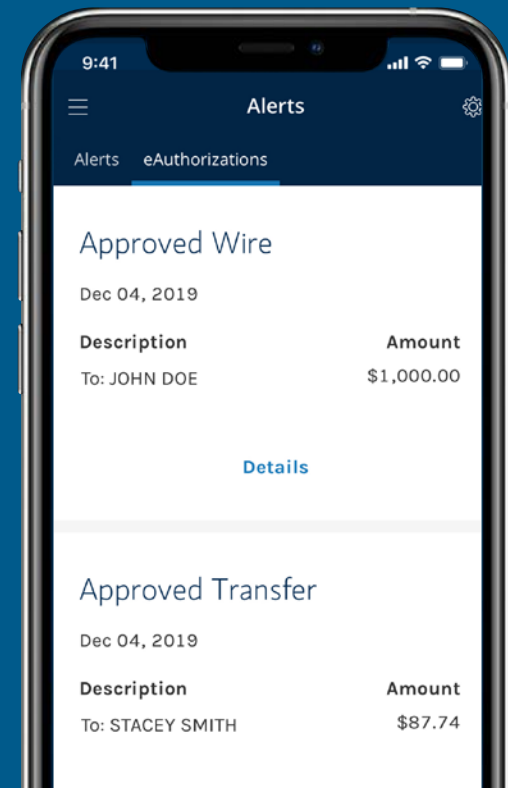 9:41
Alerts
Alerts eAuthorizations
Approved Wire
Dec 04, 2019
Description Amount
To: JOHN DOE $1,000.00
Details
Approved Transfer
Dec 04, 2019
Description Amount
To: STACEY SMITH $87.74